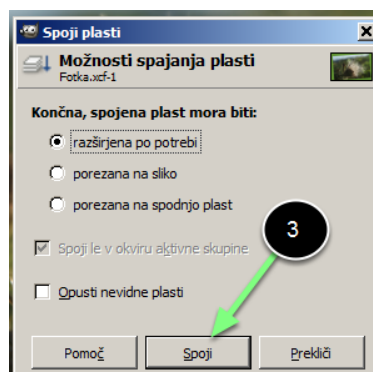 Spoji plasti
Možnosti spajanja plasti
Fotka.xcf-1
Končna, spojena plast mora biti:
razširjena po potrebi
porezana na sliko
porezana na spodnjo plast
3
Spoji le v okviru aktivne skupine
Opusti nevidne plasti
Pomoč Spoji Prekliči